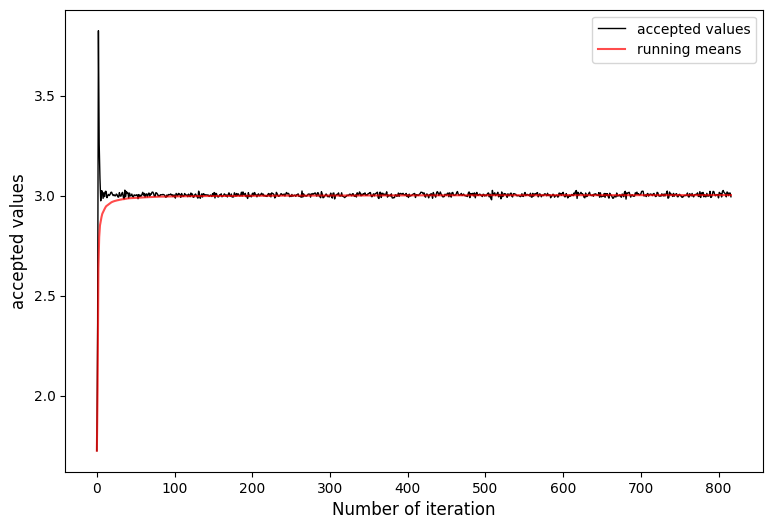 accepted values
running means
3.5
3.0
2.5
2.0
accepted values
0 100 200 300 400 500 600 700 800
Number of iteration